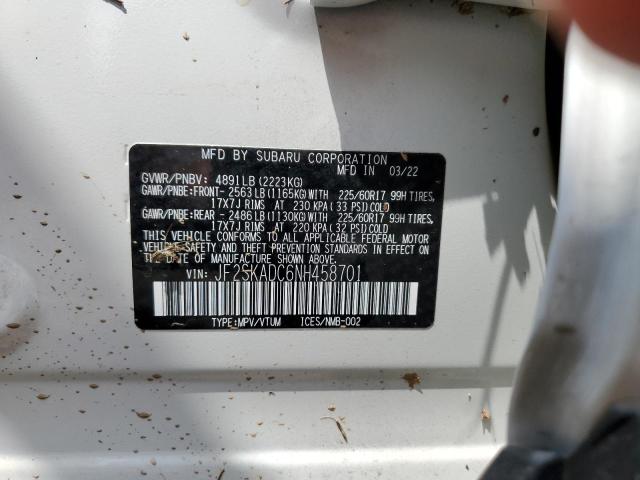 MFD BY SUBARU CORPORATION
MFD IN 03/22
GVWR/PNBV: 4891LB (2223KG)
GAWR/PNBE:FRONT- 2563LB(1165KG)WITH 225/60R17 99H TIRES,
17X7J RIMS AT 230 KPA(33 PSI)COLD
GAWR/PNBE:REAR - 2486LB(1130KG)WITH 225/60R17 99H TIRES,
17X7J RIMS AT 220 KPA(32 PSI)COLD
THIS VEHICLE CONFORMS TO ALL APPLICABLE FEDERAL MOTOR
VEHICLE SAFETY AND THEFT PREVENTION STANDARDS IN EFFECT ON
THE DATE OF MANUFACTURE SHOWN ABOVE.
VIN: JF2SKADC6NH458701
TYPE:MPV/VTUM ICES/NMB-002